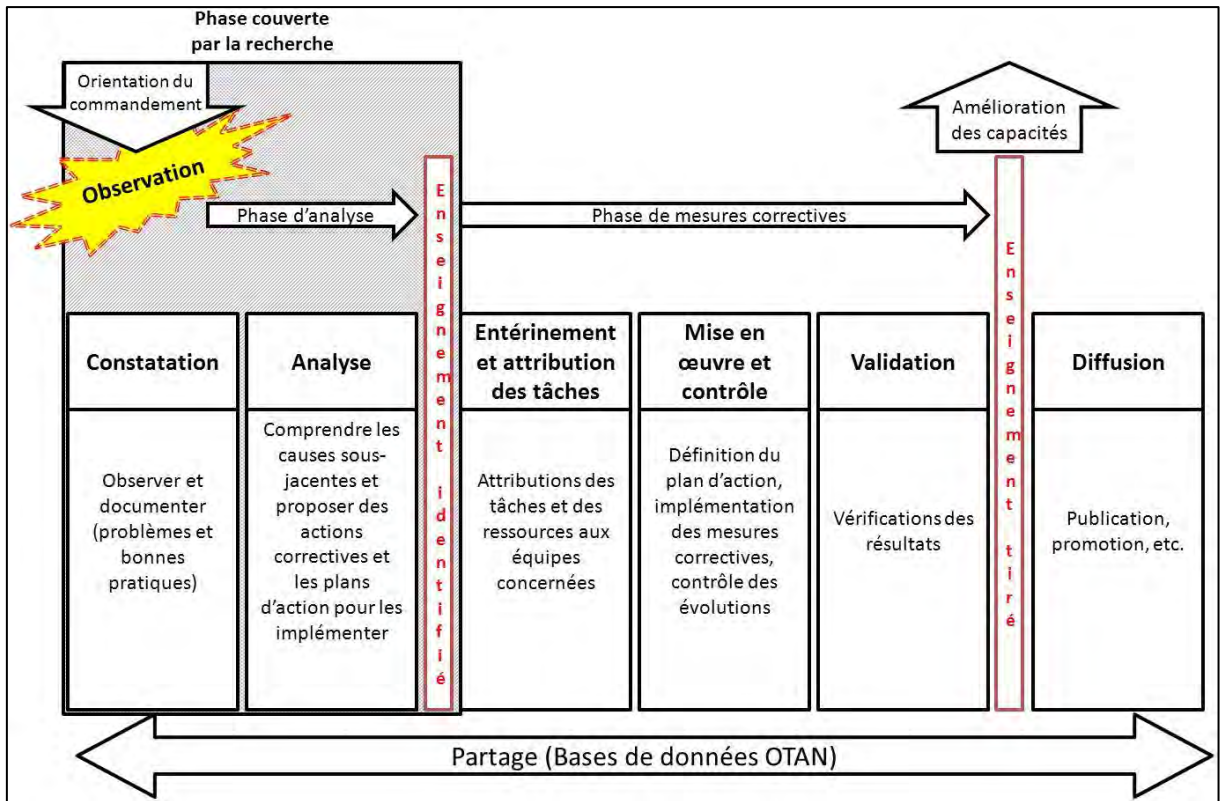 Phase couverte
par la recherche
Orientation du
commandement
Observation
Phase d'analyse
Enseignement identifié
Phase de mesures correctives
Amélioration
des capacités
Enseignement tiré
Constatation
Observer et
documenter
(problèmes et
bonnes
pratiques)
Analyse
Comprendre les
causes sous-
jacentes et
proposer des
actions
correctives et
les plans
d'action pour les
implémenter
Entérinement
et attribution
des tâches
Attributions des
tâches et des
ressources aux
équipes
concernées
Mise en
œuvre et
contrôle
Définition du
plan d'action,
implémentation
des mesures
correctives,
contrôle des
évolutions
Validation
Vérifications des
résultats
Diffusion
Publication,
promotion, etc.
Partage (Bases de données OTAN)